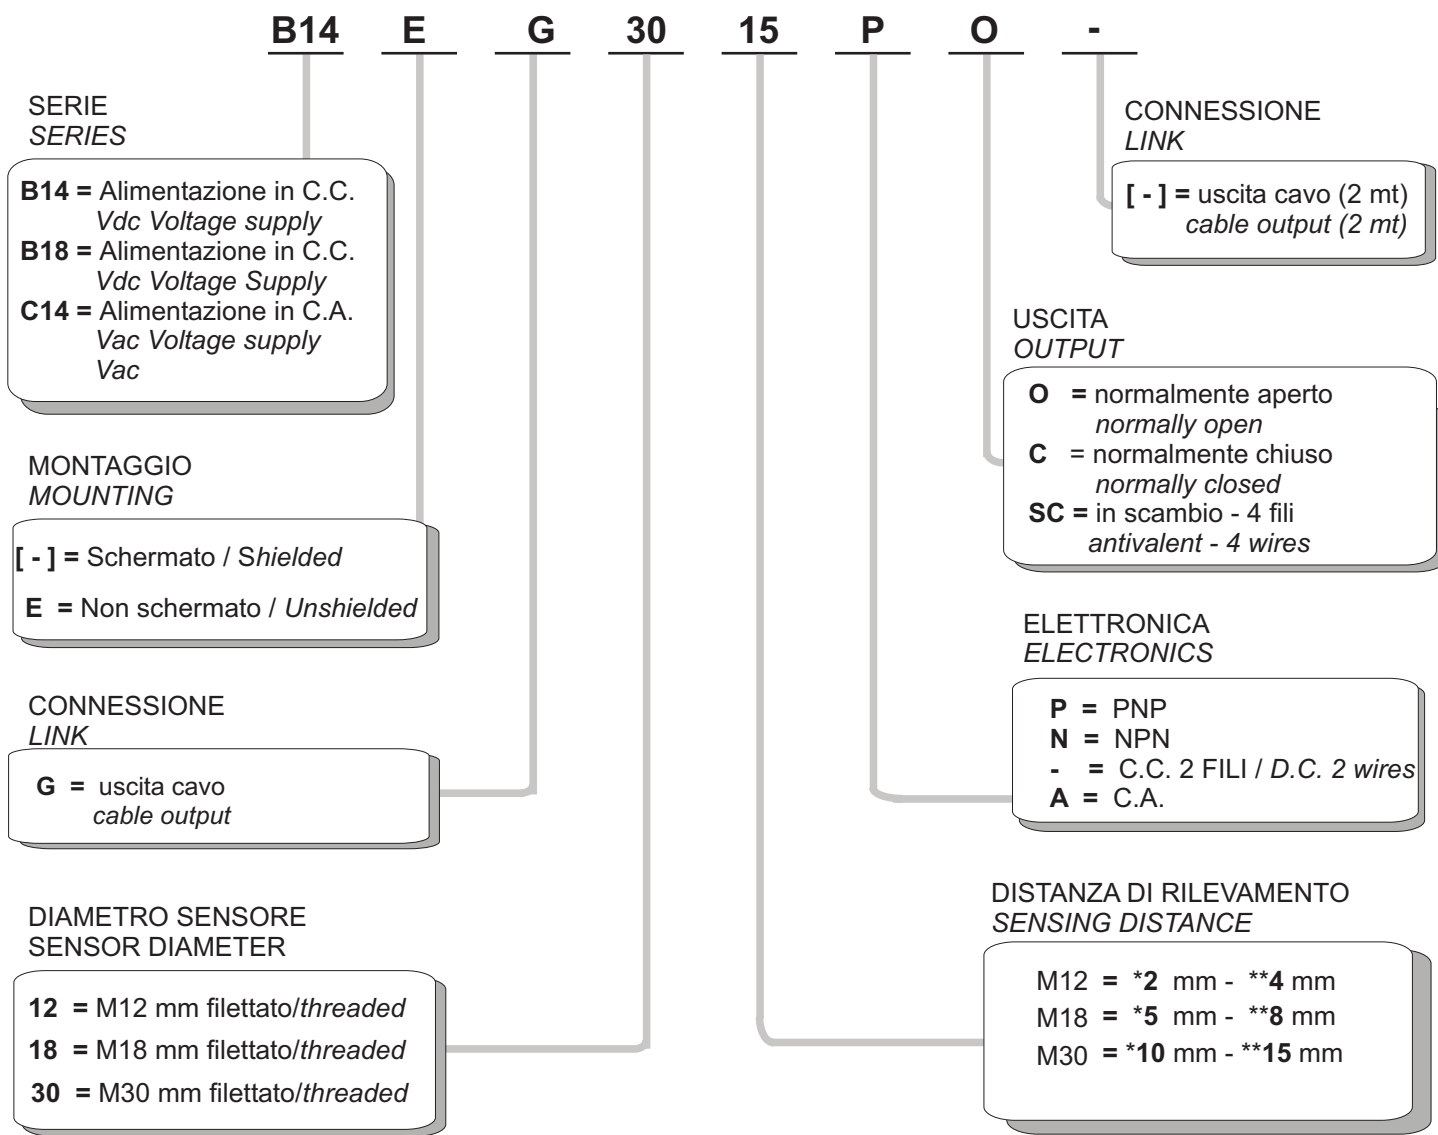 B14 E G 30 15 P O -
SERIE
SERIES
B14 = Alimentazione in C.C.
Vdc Voltage supply
B18 = Alimentazione in C.C.
Vdc Voltage Supply
C14 = Alimentazione in C.A.
Vac Voltage supply
Vac
MONTAGGIO
MOUNTING
[ - ] = Schermato / Shielded
E = Non schermato / Unshielded
CONNESSIONE
LINK
G = uscita cavo
cable output
DIAMETRO SENSORE
SENSOR DIAMETER
12 = M12 mm filettato/threaded
18 = M18 mm filettato/threaded
30 = M30 mm filettato/threaded
CONNESSIONE
LINK
[ - ] = uscita cavo (2 mt)
cable output (2 mt)
USCITA
OUTPUT
O = normalmente aperto
normally open
C = normalmente chiuso
normally closed
SC = in scambio - 4 fili
antivalent - 4 wires
ELETTRONICA
ELECTRONICS
P = PNP
N = NPN
- = C.C. 2 FILI / D.C. 2 wires
A = C.A.
DISTANZA DI RILEVAMENTO
SENSING DISTANCE
M12 = *2 mm - **4 mm
M18 = *5 mm - **8 mm
M30 = *10 mm - **15 mm